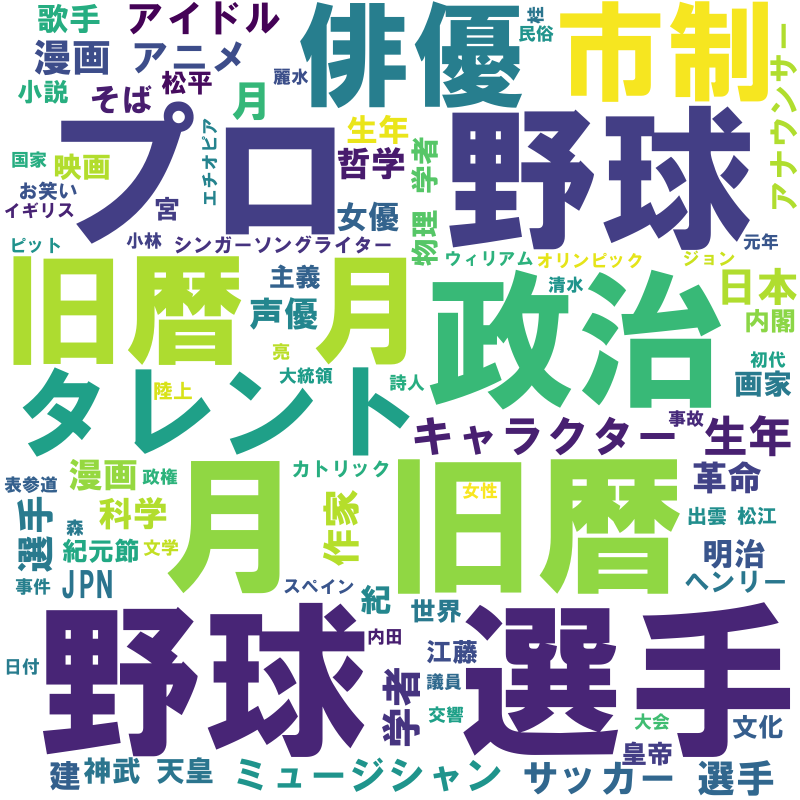 歌手 アイドル 俳優 桂 民俗 市制 アナウンサー
漫画 アニメ
小説 そば 松平 麗水 月 生年
プロ 野球
国家 映画 エチオピア 哲学 物理 学者
お笑い
イギリス 宮 女優
ピット 小林 シンガーソングライター 元年
旧暦 月 主義 ウィリアム オリンピック ジョン
声優 政治 清水 日本
内閣
亮 初代
タレント 陸上 大統領 詩人 画家
キャラクター 事故 生年
漫画 政権 カトリック 月 旧暦 女性 革命
表参道
選手 科学 作家 出雲 松江
森 紀元節 文学 明治
事件 JPN スペイン 紀 ヘンリー
世界
野球 選手
内田 江藤
日付 学者 議員
交響 大会 文化
皇帝
建 神武 天皇 ミュージシャン サッカー 選手